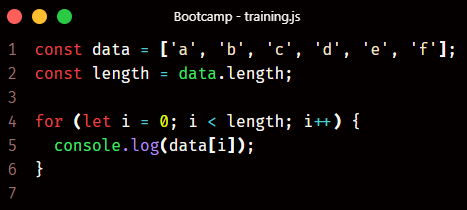 Bootcamp - training.js
1 const data = ['a', 'b', 'c', 'd', 'e', 'f'];
2 const length = data.length;
3
4 for (let i = 0; i < length; i++) {
5   console.log(data[i]);
6 }
7